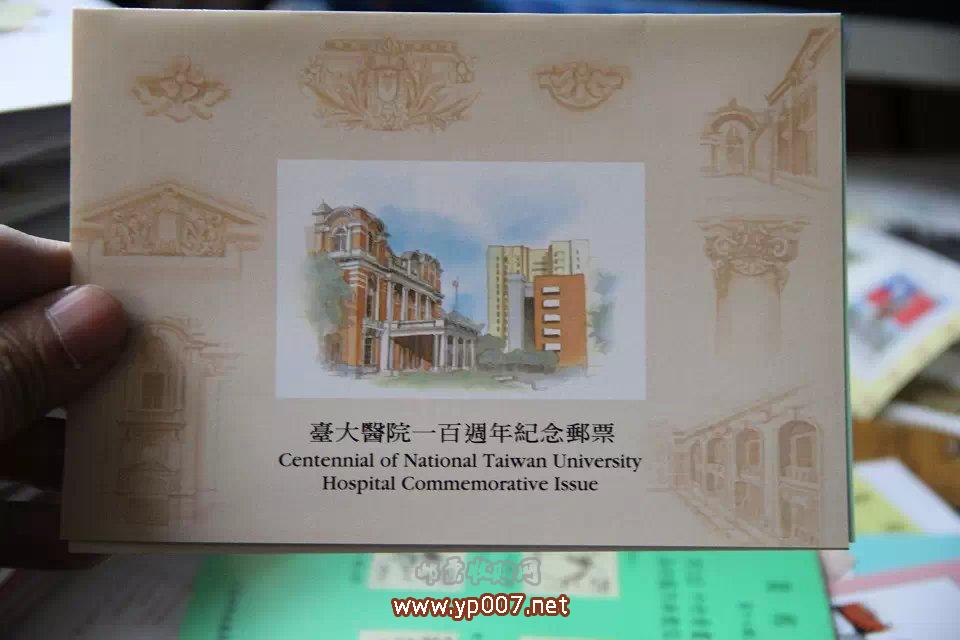 臺大醫院一百週年紀念郵票
Centennial of National Taiwan University
Hospital Commemorative Issue
www.yp007.net